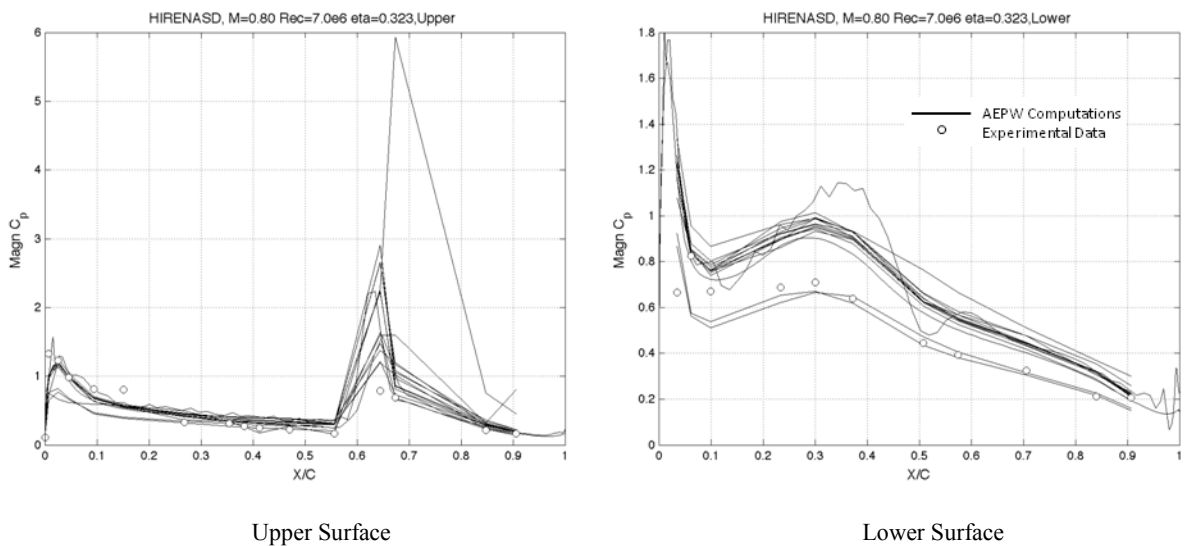 HIRENASD, M=0.80 Rec=7.0e6 eta=0.323,Upper
6
5
4
3
2
1
0
Magn Cp
0 0.1 0.2 0.3 0.4 0.5 0.6 0.7 0.8 0.9 1
X/C
Upper Surface
HIRENASD, M=0.80 Rec=7.0e6 eta=0.323,Lower
1.8
1.6
1.4
1.2
1
0.8
0.6
0.4
0.2
0
Magn Cp
AEPW Computations
Experimental Data
0 0.1 0.2 0.3 0.4 0.5 0.6 0.7 0.8 0.9 1
X/C
Lower Surface